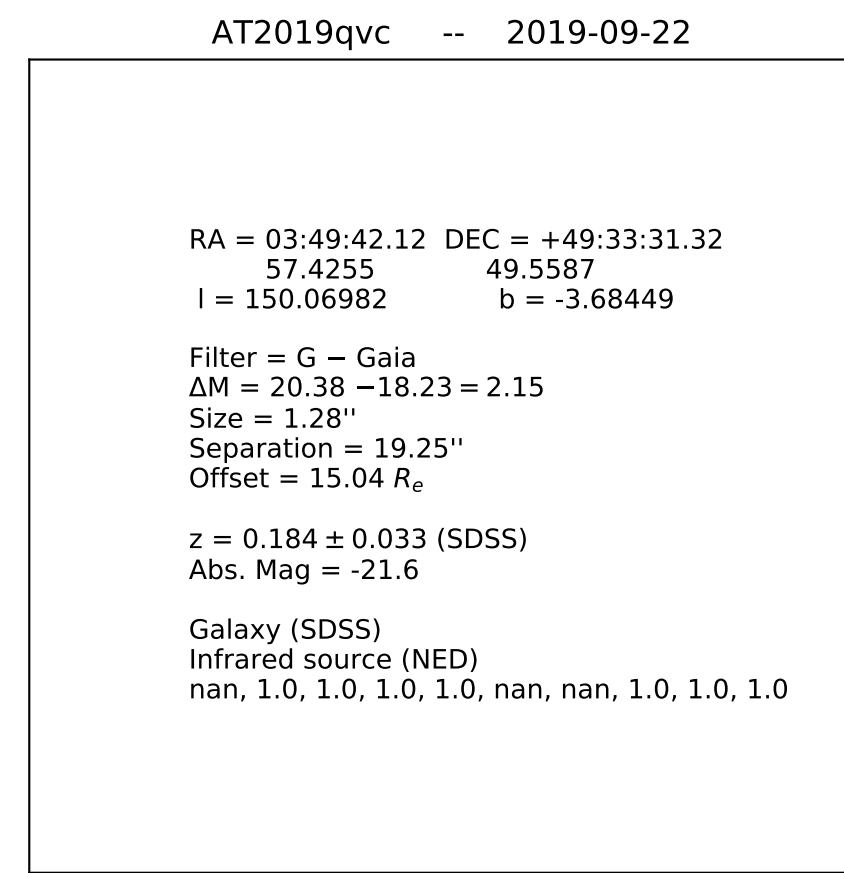 AT2019qvc -- 2019-09-22
RA = 03:49:42.12 DEC = +49:33:31.32
57.4255 49.5587
l = 150.06982 b = -3.68449
Filter = G − Gaia
ΔM = 20.38 −18.23 = 2.15
Size = 1.28''
Separation = 19.25''
Offset = 15.04 Rₑ
z = 0.184 ± 0.033 (SDSS)
Abs. Mag = -21.6
Galaxy (SDSS)
Infrared source (NED)
nan, 1.0, 1.0, 1.0, 1.0, nan, nan, 1.0, 1.0, 1.0